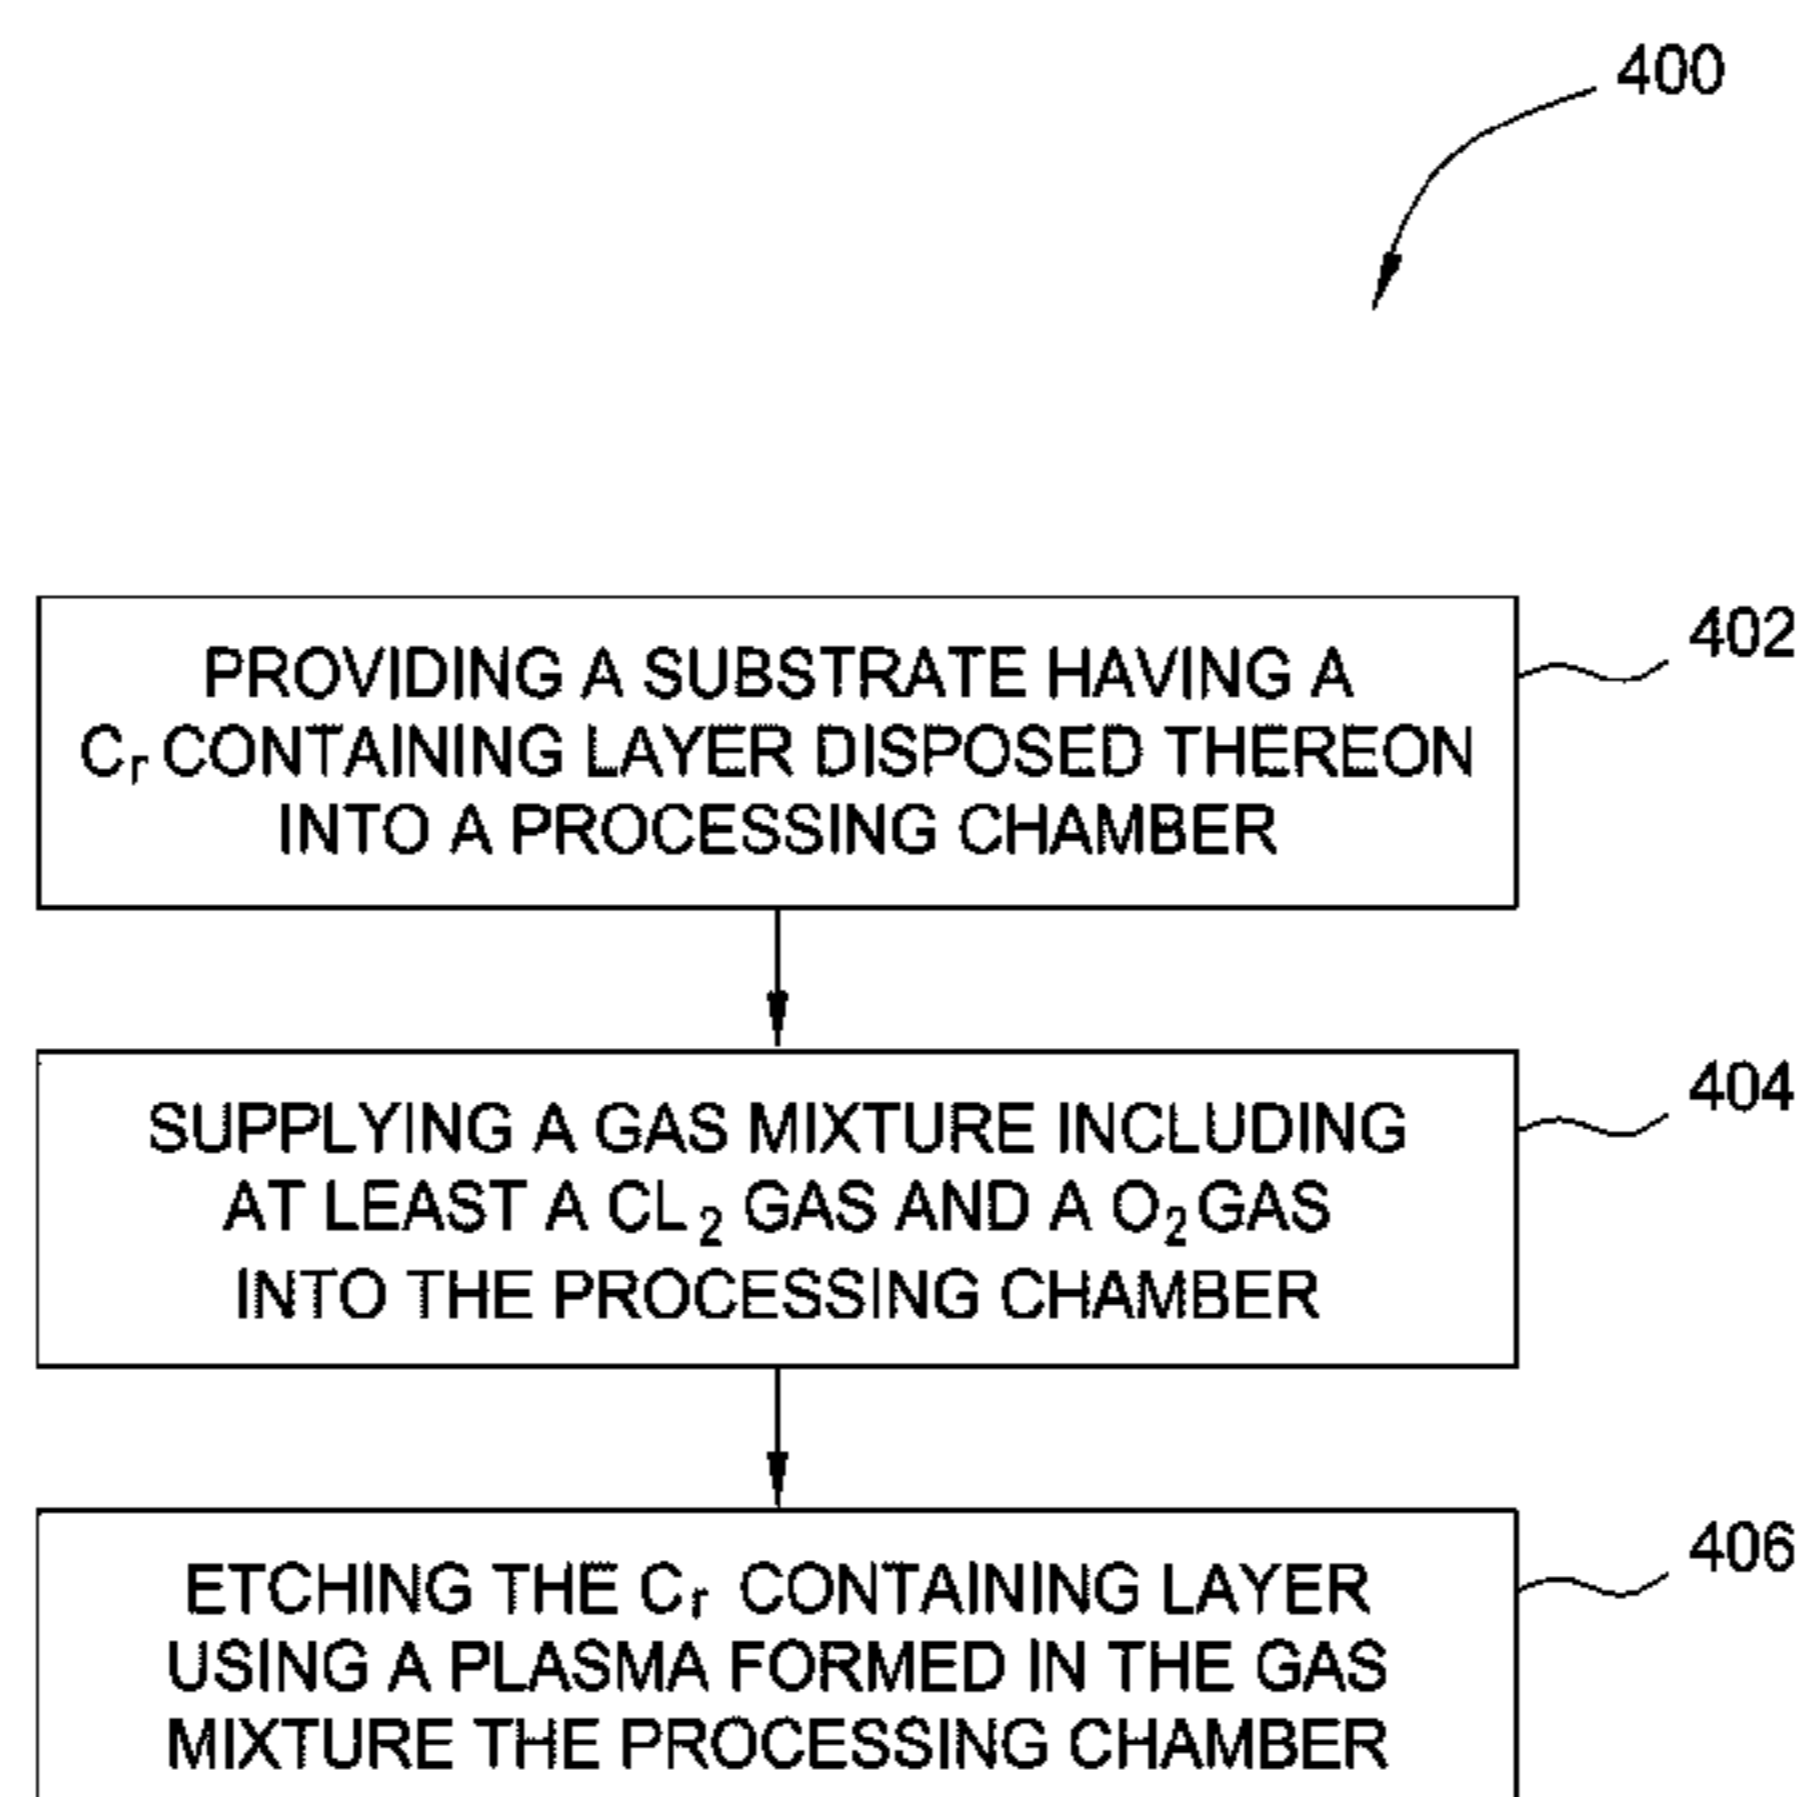 400
PROVIDING A SUBSTRATE HAVING A
Cr CONTAINING LAYER DISPOSED THEREON
INTO A PROCESSING CHAMBER
402
SUPPLYING A GAS MIXTURE INCLUDING
AT LEAST A CL2 GAS AND A O2 GAS
INTO THE PROCESSING CHAMBER
404
ETCHING THE Cr CONTAINING LAYER
USING A PLASMA FORMED IN THE GAS
MIXTURE THE PROCESSING CHAMBER
406